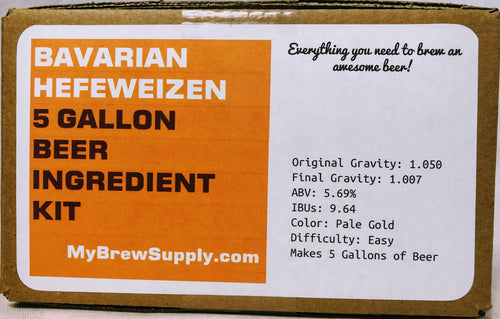 BAVARIAN
HEFEWEIZEN
5 GALLON
BEER
INGREDIENT
KIT
MyBrewSupply.com
Everything you need to brew an
awesome beer!
Original Gravity: 1.050
Final Gravity: 1.007
ABV: 5.69%
IBUs: 9.64
Color: Pale Gold
Difficulty: Easy
Makes 5 Gallons of Beer